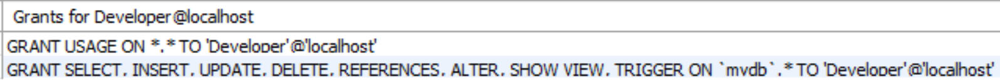 Grants for Developer@localhost
GRANT USAGE ON *.* TO 'Developer'@'localhost'
GRANT SELECT, INSERT, UPDATE, DELETE, REFERENCES, ALTER, SHOW VIEW, TRIGGER ON `mydb`.* TO 'Developer'@'localhost'